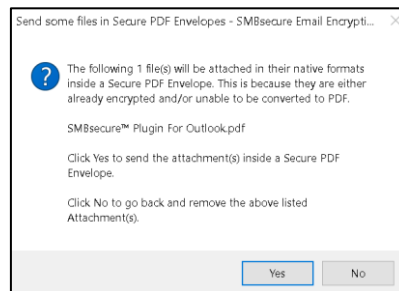 Send some files in Secure PDF Envelopes - SMBsecure Email Encrypti...
The following 1 file(s) will be attached in their native formats
inside a Secure PDF Envelope. This is because they are either
already encrypted and/or unable to be converted to PDF.
SMBsecure™ Plugin For Outlook.pdf
Click Yes to send the attachment(s) inside a Secure PDF
Envelope.
Click No to go back and remove the above listed
Attachment(s).
Yes No